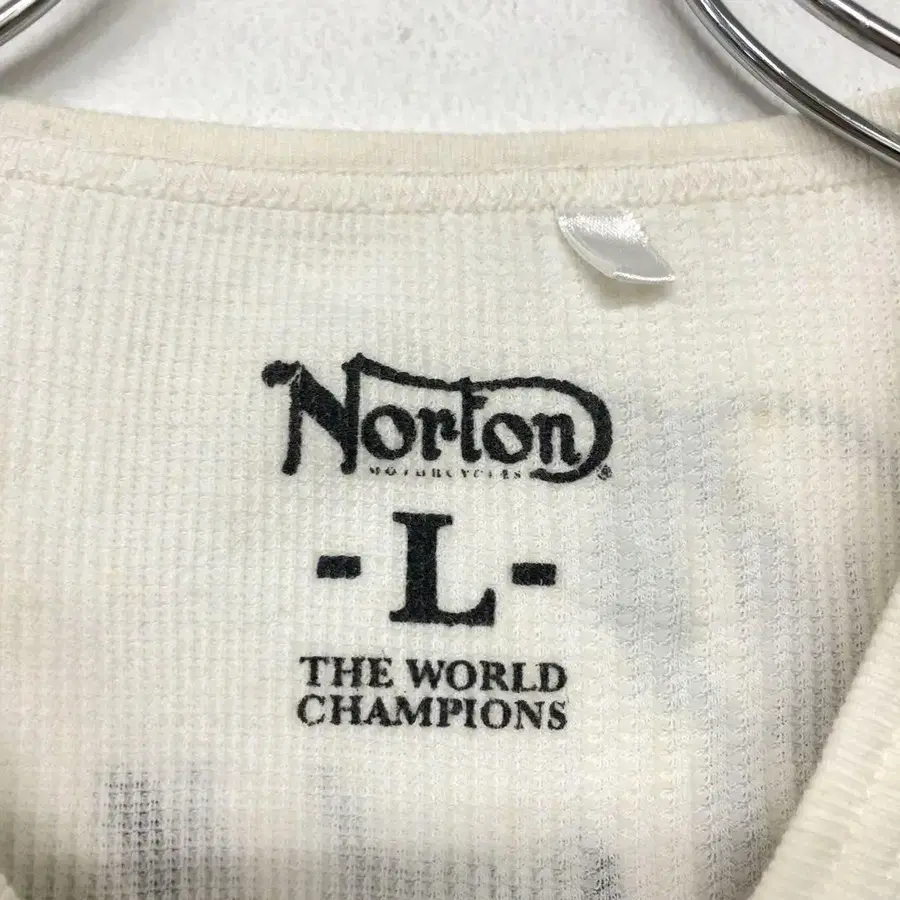 Norton
MOTORCYCLES
-L-
THE WORLD
CHAMPIONS